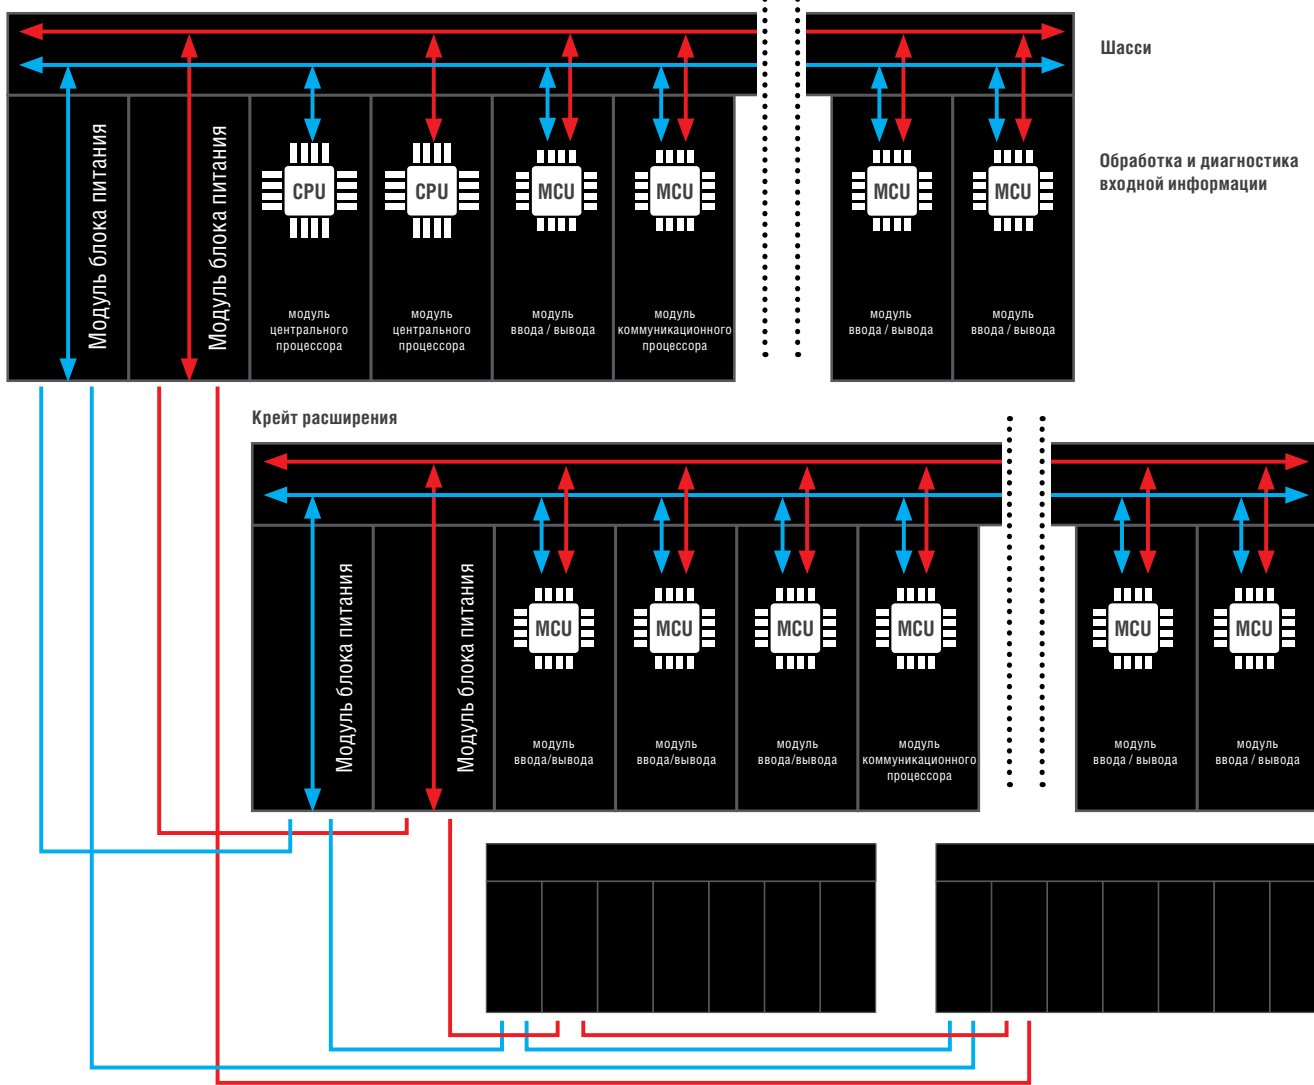 Шасси
Обработка и диагностика
входной информации
Модуль блока питания
Модуль блока питания
CPU
CPU
MCU
MCU
MCU
MCU
модуль
центрального
процессора
модуль
центрального
процессора
модуль
ввода / вывода
модуль
коммуникационного
процессора
модуль
ввода / вывода
модуль
ввода / вывода
Крейт расширения
Модуль блока питания
Модуль блока питания
MCU
MCU
MCU
MCU
MCU
MCU
модуль
ввода/вывода
модуль
ввода/вывода
модуль
ввода/вывода
модуль
коммуникационного
процессора
модуль
ввода / вывода
модуль
ввода / вывода